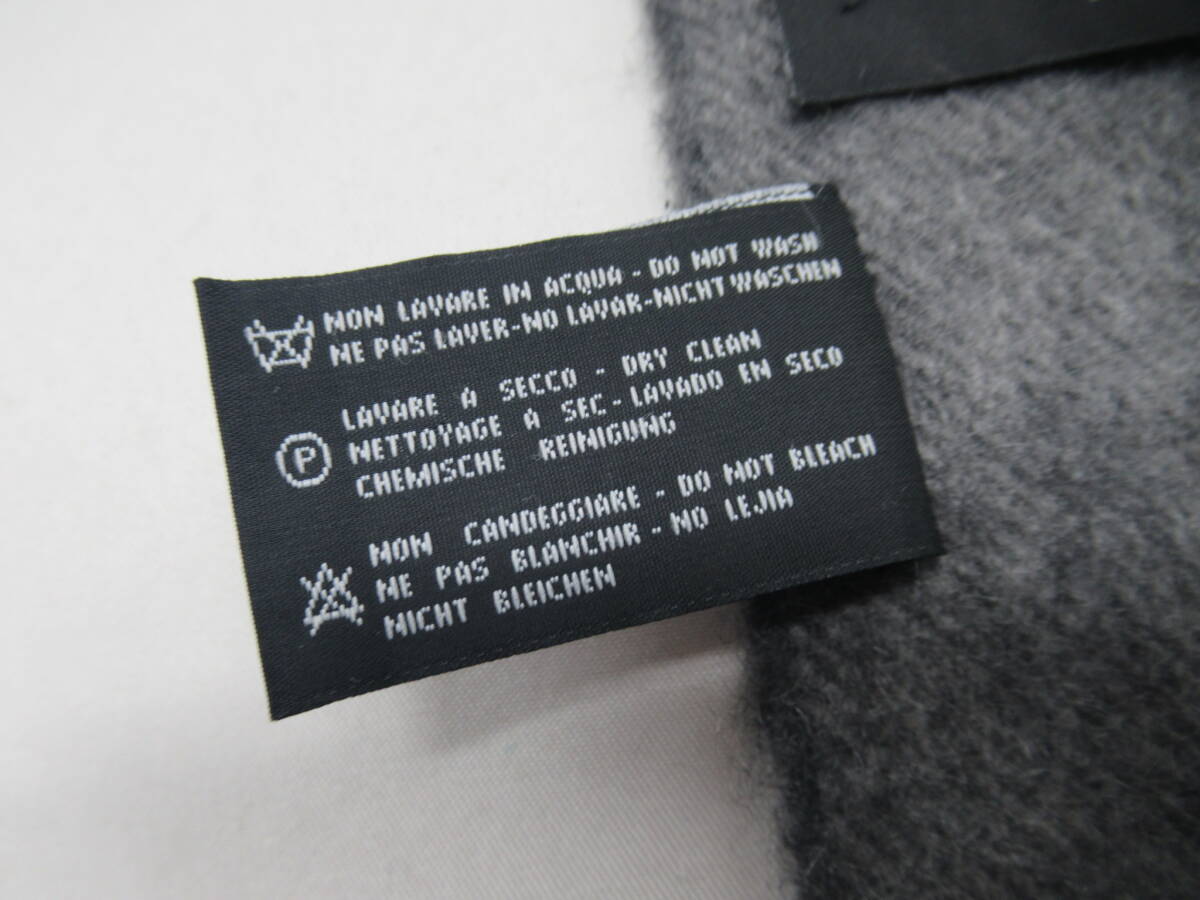 NON LAVARE IN ACQUA - DO NOT WASH
NE PAS LAVER-NO LAVAR-NICHT WASCHEN
LAVARE A SECCO - DRY CLEAN
NETTOYAGE A SEC - LAVADO EN SECO
CHEMISCHE REINIGUNG
P
NON CANDEGGIARE - DO NOT BLEACH
NE PAS BLANCHIR - NO LEJIA
NICHT BLEICHEN